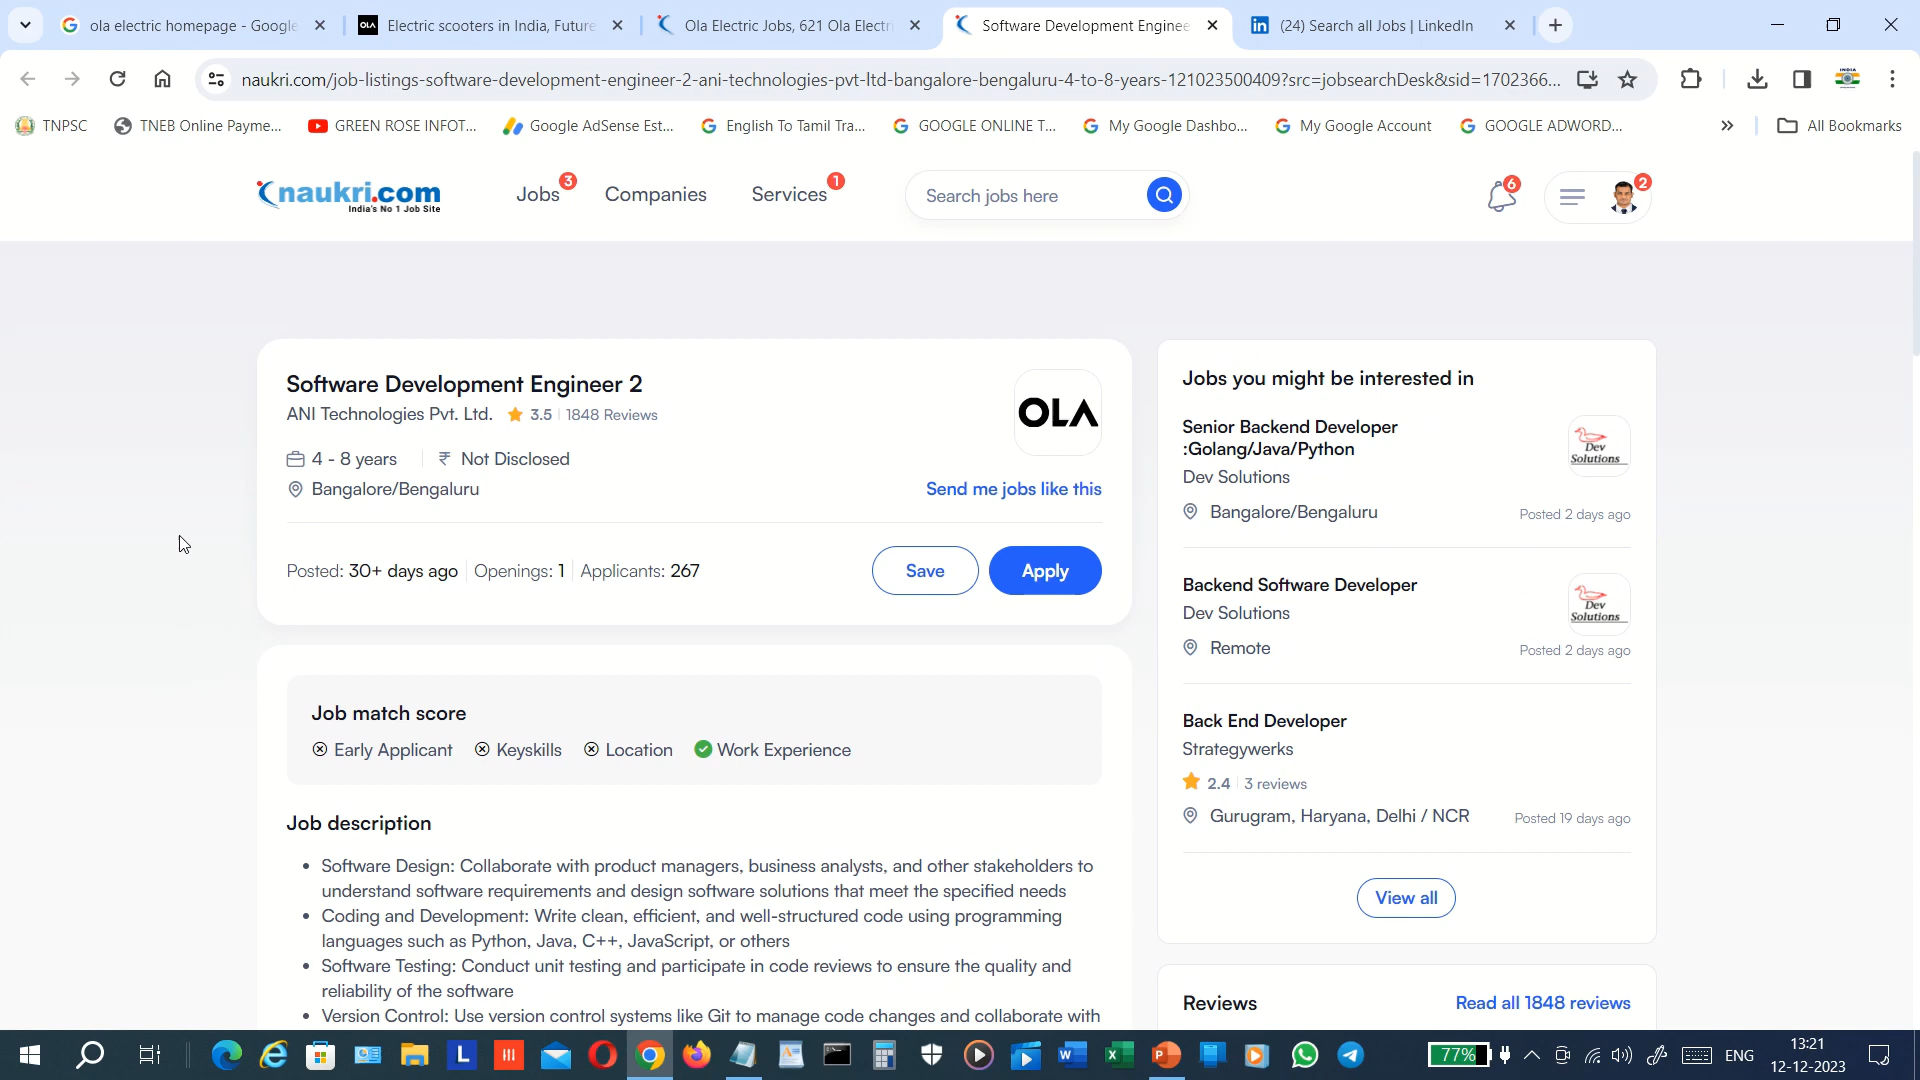 ola electric homepage - Google
OLA Electric scooters in India, Future
Ola Electric Jobs, 621 Ola Electri
Software Development Enginee
(24) Search all Jobs | LinkedIn
naukri.com/job-listings-software-development-engineer-2-ani-technologies-pvt-ltd-bangalore-bengaluru-4-to-8-years-121023500409?src=jobsearchDesk&sid=1702366...
TNPSC
TNEB Online Payme...
GREEN ROSE INFOT...
Google AdSense Est...
English To Tamil Tra...
GOOGLE ONLINE T...
My Google Dashbo...
My Google Account
GOOGLE ADWORD...
All Bookmarks
naukri.com
India's No 1 Job Site
Jobs 3
Companies
Services 1
Search jobs here
6
2
Software Development Engineer 2
ANI Technologies Pvt. Ltd. 3.5 1848 Reviews
OLA
4 - 8 years ₹ Not Disclosed
Bangalore/Bengaluru
Send me jobs like this
Posted: 30+ days ago Openings: 1 Applicants: 267
Save
Apply
Job match score
Early Applicant Keyskills Location Work Experience
Job description
• Software Design: Collaborate with product managers, business analysts, and other stakeholders to
understand software requirements and design software solutions that meet the specified needs
• Coding and Development: Write clean, efficient, and well-structured code using programming
languages such as Python, Java, C++, JavaScript, or others
• Software Testing: Conduct unit testing and participate in code reviews to ensure the quality and
reliability of the software
• Version Control: Use version control systems like Git to manage code changes and collaborate with
Jobs you might be interested in
Senior Backend Developer
:Golang/Java/Python
Dev Solutions
Dev
Solutions
Bangalore/Bengaluru
Posted 2 days ago
Backend Software Developer
Dev Solutions
Dev
Solutions
Remote
Posted 2 days ago
Back End Developer
Strategywerks
2.4 3 reviews
Gurugram, Haryana, Delhi / NCR
Posted 19 days ago
View all
Reviews
Read all 1848 reviews
77%
ENG
13:21
12-12-2023